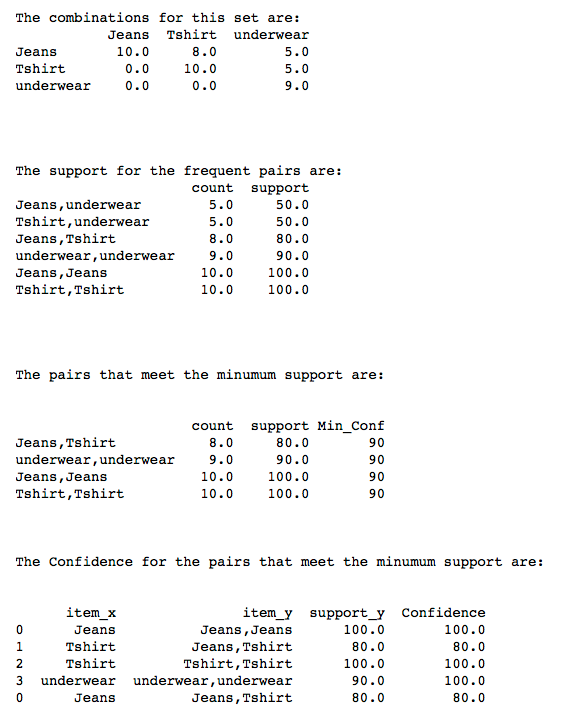 The combinations for this set are:
Jeans Tshirt underwear
Jeans 10.0 8.0 5.0
Tshirt 0.0 10.0 5.0
underwear 0.0 0.0 9.0
The support for the frequent pairs are:
count support
Jeans,underwear 5.0 50.0
Tshirt,underwear 5.0 50.0
Jeans,Tshirt 8.0 80.0
underwear,underwear 9.0 90.0
Jeans,Jeans 10.0 100.0
Tshirt,Tshirt 10.0 100.0
The pairs that meet the minumum support are:
count support Min_Conf
Jeans,Tshirt 8.0 80.0 90
underwear,underwear 9.0 90.0 90
Jeans,Jeans 10.0 100.0 90
Tshirt,Tshirt 10.0 100.0 90
The Confidence for the pairs that meet the minumum support are:
item_x item_y support_y Confidence
0 Jeans Jeans,Jeans 100.0 100.0
1 Tshirt Jeans,Tshirt 80.0 80.0
2 Tshirt Tshirt,Tshirt 100.0 100.0
3 underwear underwear,underwear 90.0 100.0
0 Jeans Jeans,Tshirt 80.0 80.0